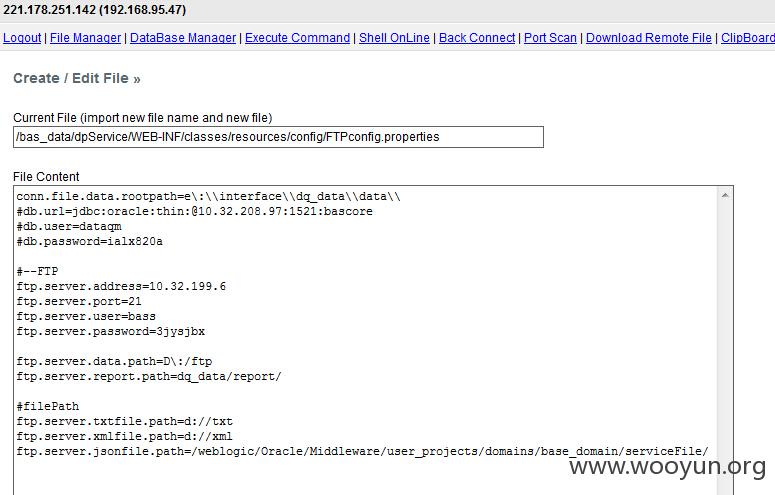 221.178.251.142 (192.168.95.47)
Logout | File Manager | DataBase Manager | Execute Command | Shell OnLine | Back Connect | Port Scan | Download Remote File | ClipBoard
Create / Edit File »
Current File (import new file name and new file)
/bas_data/dpService/WEB-INF/classes/resources/config/FTPconfig.properties
File Content
conn.file.data.rootpath=e\:\\interface\\dq_data\\data\\
#db.url=jdbc:oracle:thin:@10.32.208.97:1521:bascore
#db.user=dataqm
#db.password=ialx820a
#--FTP
ftp.server.address=10.32.199.6
ftp.server.port=21
ftp.server.user=bass
ftp.server.password=3jysjbx
ftp.server.data.path=D\:/ftp
ftp.server.report.path=dq_data/report/
#filePath
ftp.server.txtfile.path=d://txt
ftp.server.xmlfile.path=d://xml
ftp.server.jsonfile.path=/weblogic/Oracle/Middleware/user_projects/domains/base_domain/serviceFile/
www.wooyun.org